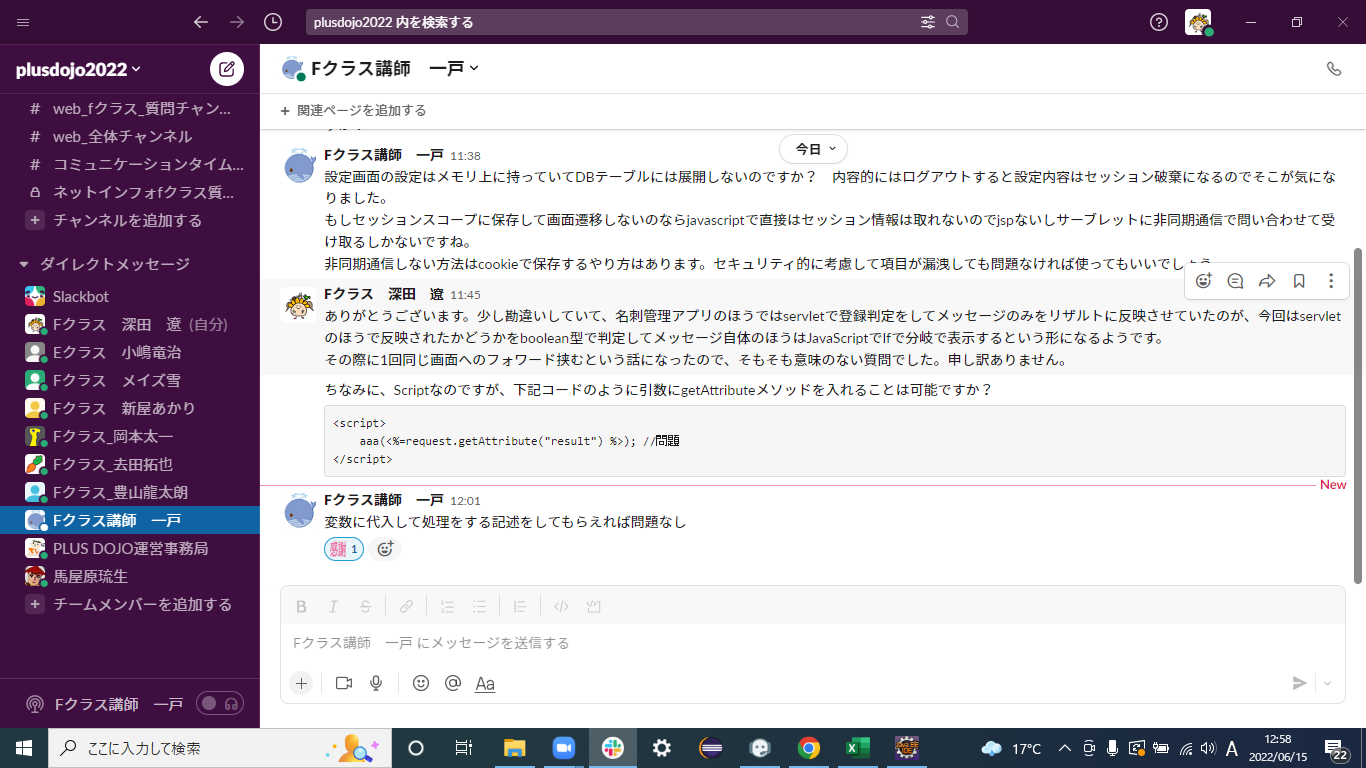 plusdojo2022 内を検索する
plusdojo2022
# web_fクラス_質問チャン...
# web_全体チャンネル
# コミュニケーションタイム...
ネットインフォfクラス質...
+ チャンネルを追加する
ダイレクトメッセージ
Slackbot
Fクラス　深田　遼 (自分)
Eクラス　小嶋竜治
Fクラス　メイズ雪
Fクラス　新屋あかり
Fクラス_岡本太一
Fクラス_去田拓也
Fクラス_豊山龍太朗
Fクラス講師　一戸
PLUS DOJO運営事務局
馬屋原琉生
+ チームメンバーを追加する
Fクラス講師　一戸
Fクラス講師　一戸
+ 関連ページを追加する
今日
Fクラス講師　一戸 11:38
設定画面の設定はメモリ上に持っていてDBテーブルには展開しないのですか？　内容的にはログアウトすると設定内容はセッション破棄になるのでそこが気にな
りました。
もしセッションスコープに保存して画面遷移しないのならjavascriptで直接はセッション情報は取れないのでjspないしサーブレットに非同期通信で問い合わせて受
け取るしかないですね。
非同期通信しない方法はcookieで保存するやり方はあります。セキュリティ的に考慮して項目が漏洩しても問題なければ使ってもいいでしょう
Fクラス　深田　遼 11:45
ありがとうございます。少し勘違いしていて、名刺管理アプリのほうではservletで登録判定をしてメッセージのみをリザルトに反映させていたのが、今回はservlet
のほうで反映されたかどうかをboolean型で判定してメッセージ自体のほうはJavaScriptでIfで分岐で表示するという形になるようです。
その際に1回同じ画面へのフォワード挟むという話になったので、そもそも意味のない質問でした。申し訳ありません。
ちなみに、Scriptなのですが、下記コードのように引数にgetAttributeメソッドを入れることは可能ですか？
<script>
    aaa(<%=request.getAttribute("result") %>); //問題
</script>
New
Fクラス講師　一戸 12:01
変数に代入して処理をする記述をしてもらえれば問題なし
感謝 1
B I S
Fクラス講師　一戸 にメッセージを送信する
+ @ Aa
ここに入力して検索
17°C
A
12:58
2022/06/15
22